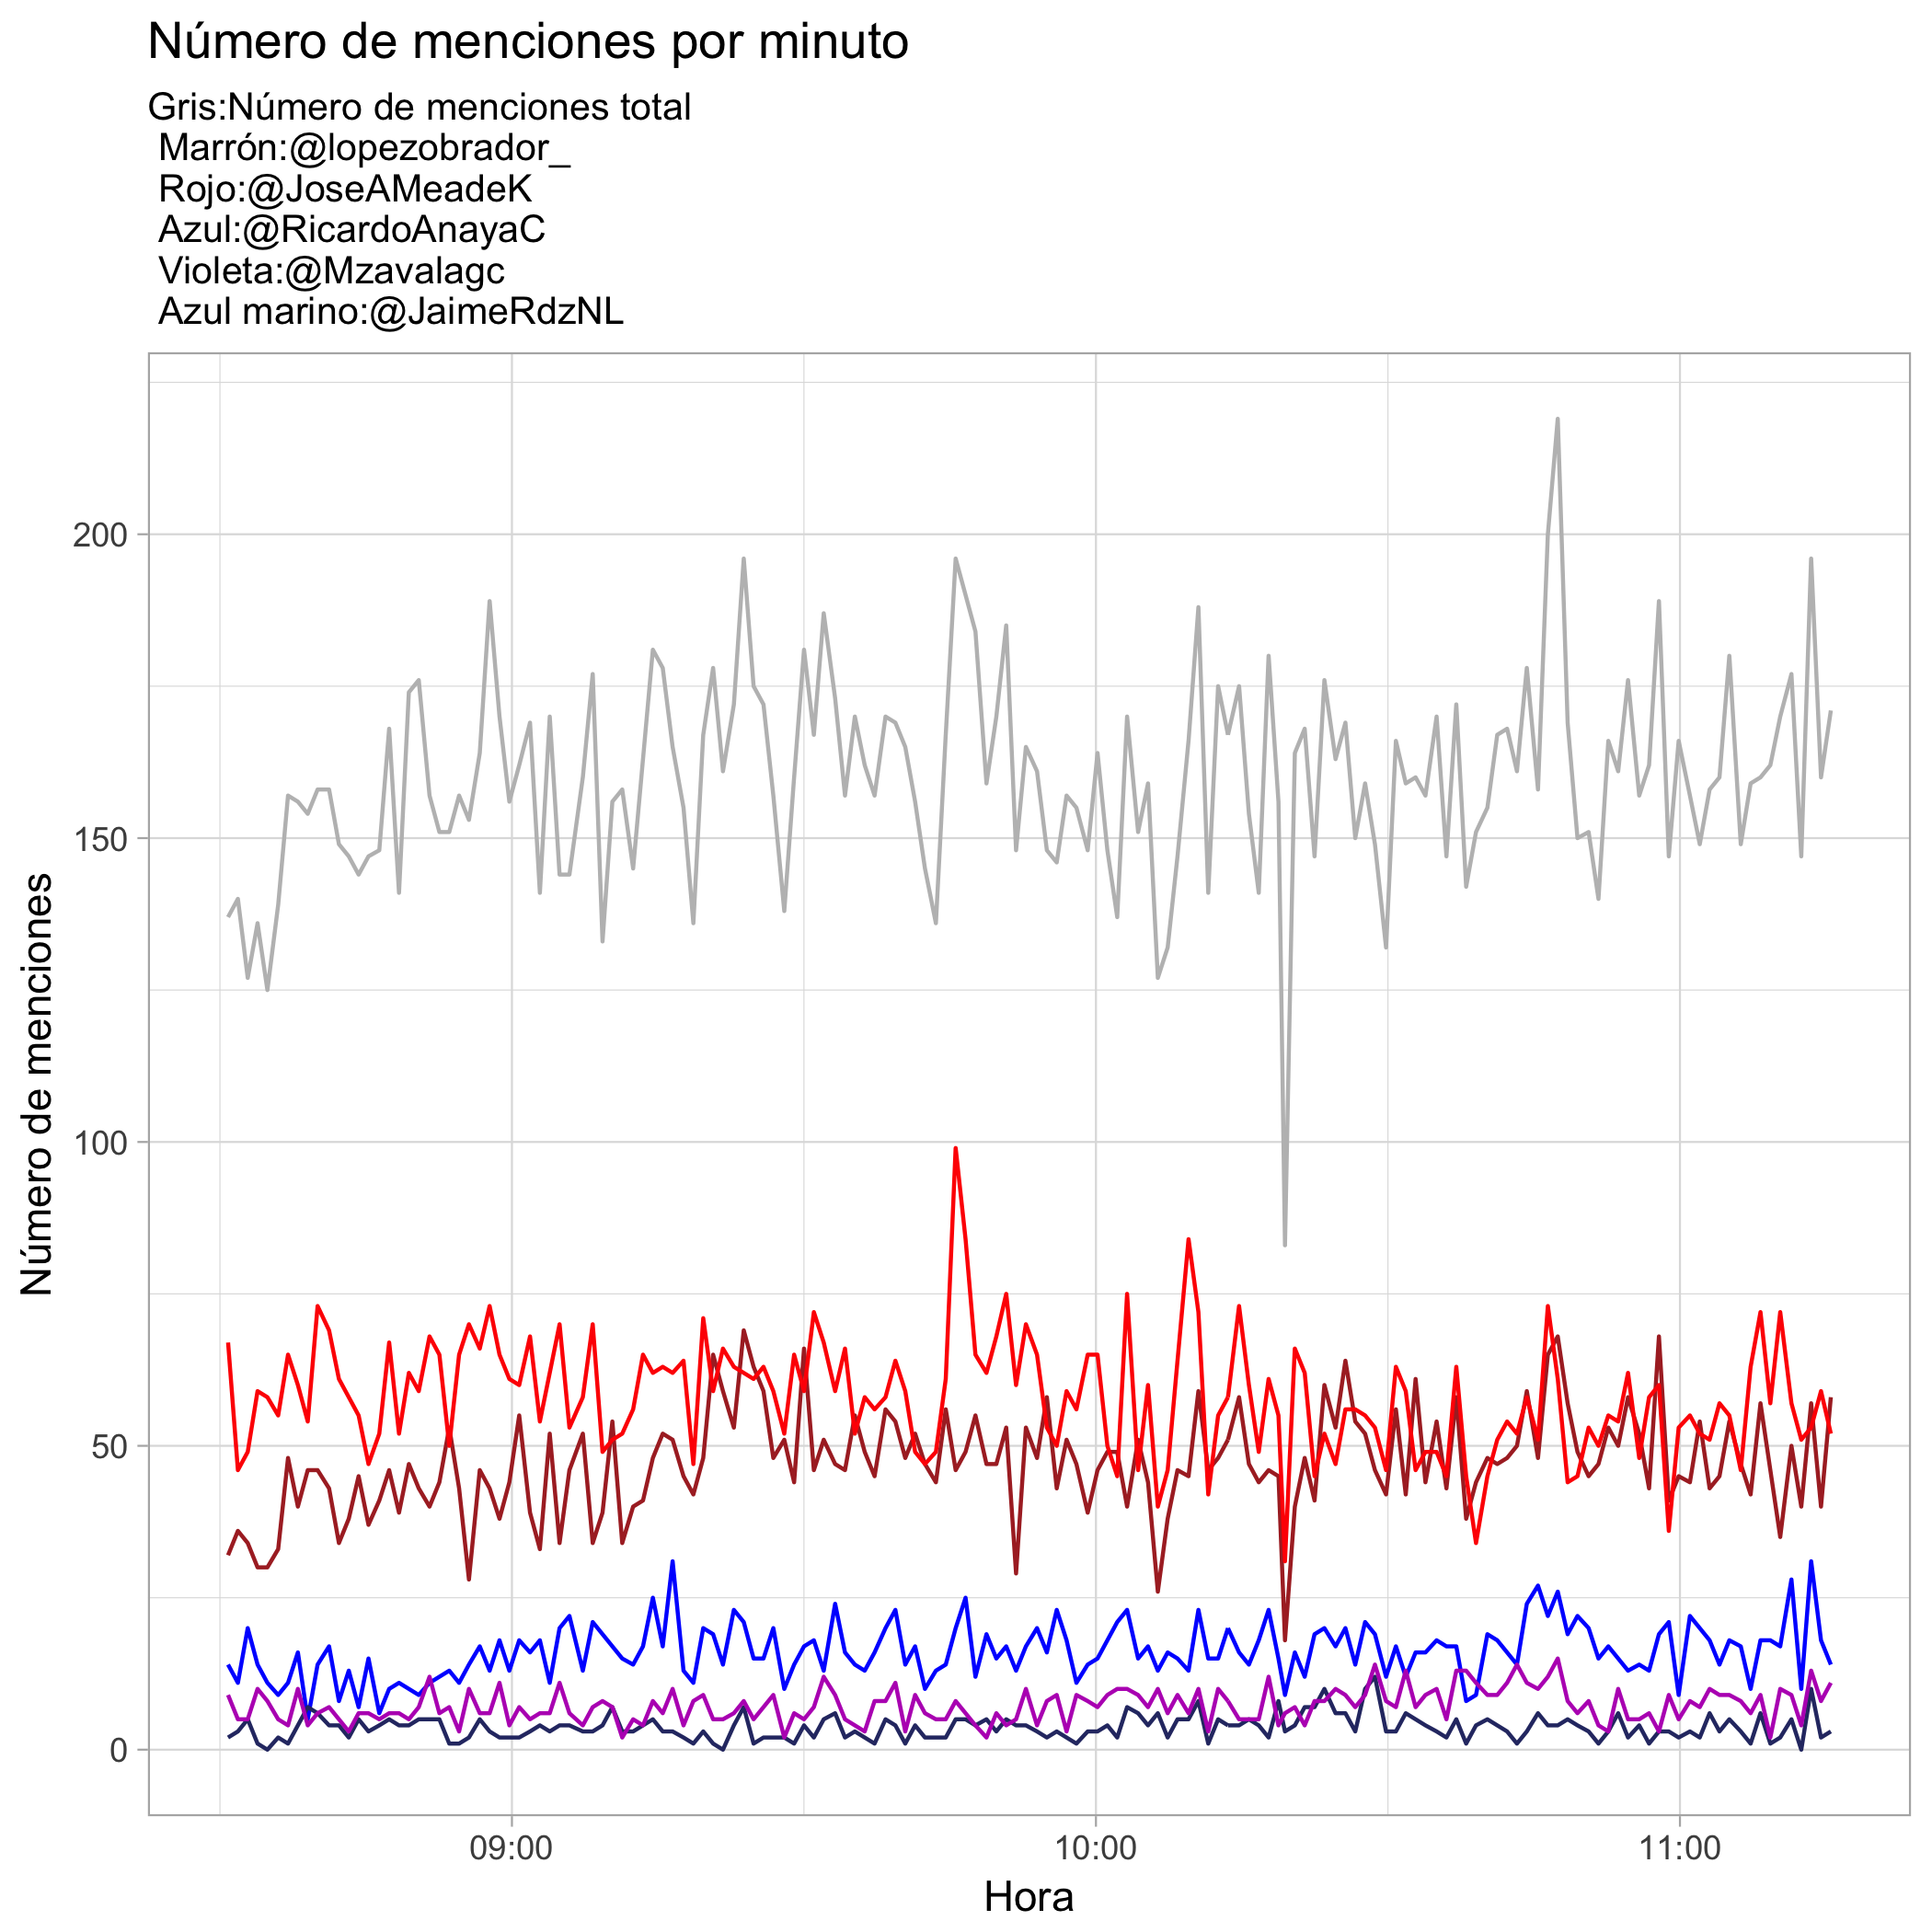 Número de menciones por minuto
Gris:Número de menciones total
Marrón:@lopezobrador_
Rojo:@JoseAMeadeK
Azul:@RicardoAnayaC
Violeta:@Mzavalagc
Azul marino:@JaimeRdzNL
200
150
100
50
0
Número de menciones
09:00
10:00
11:00
Hora